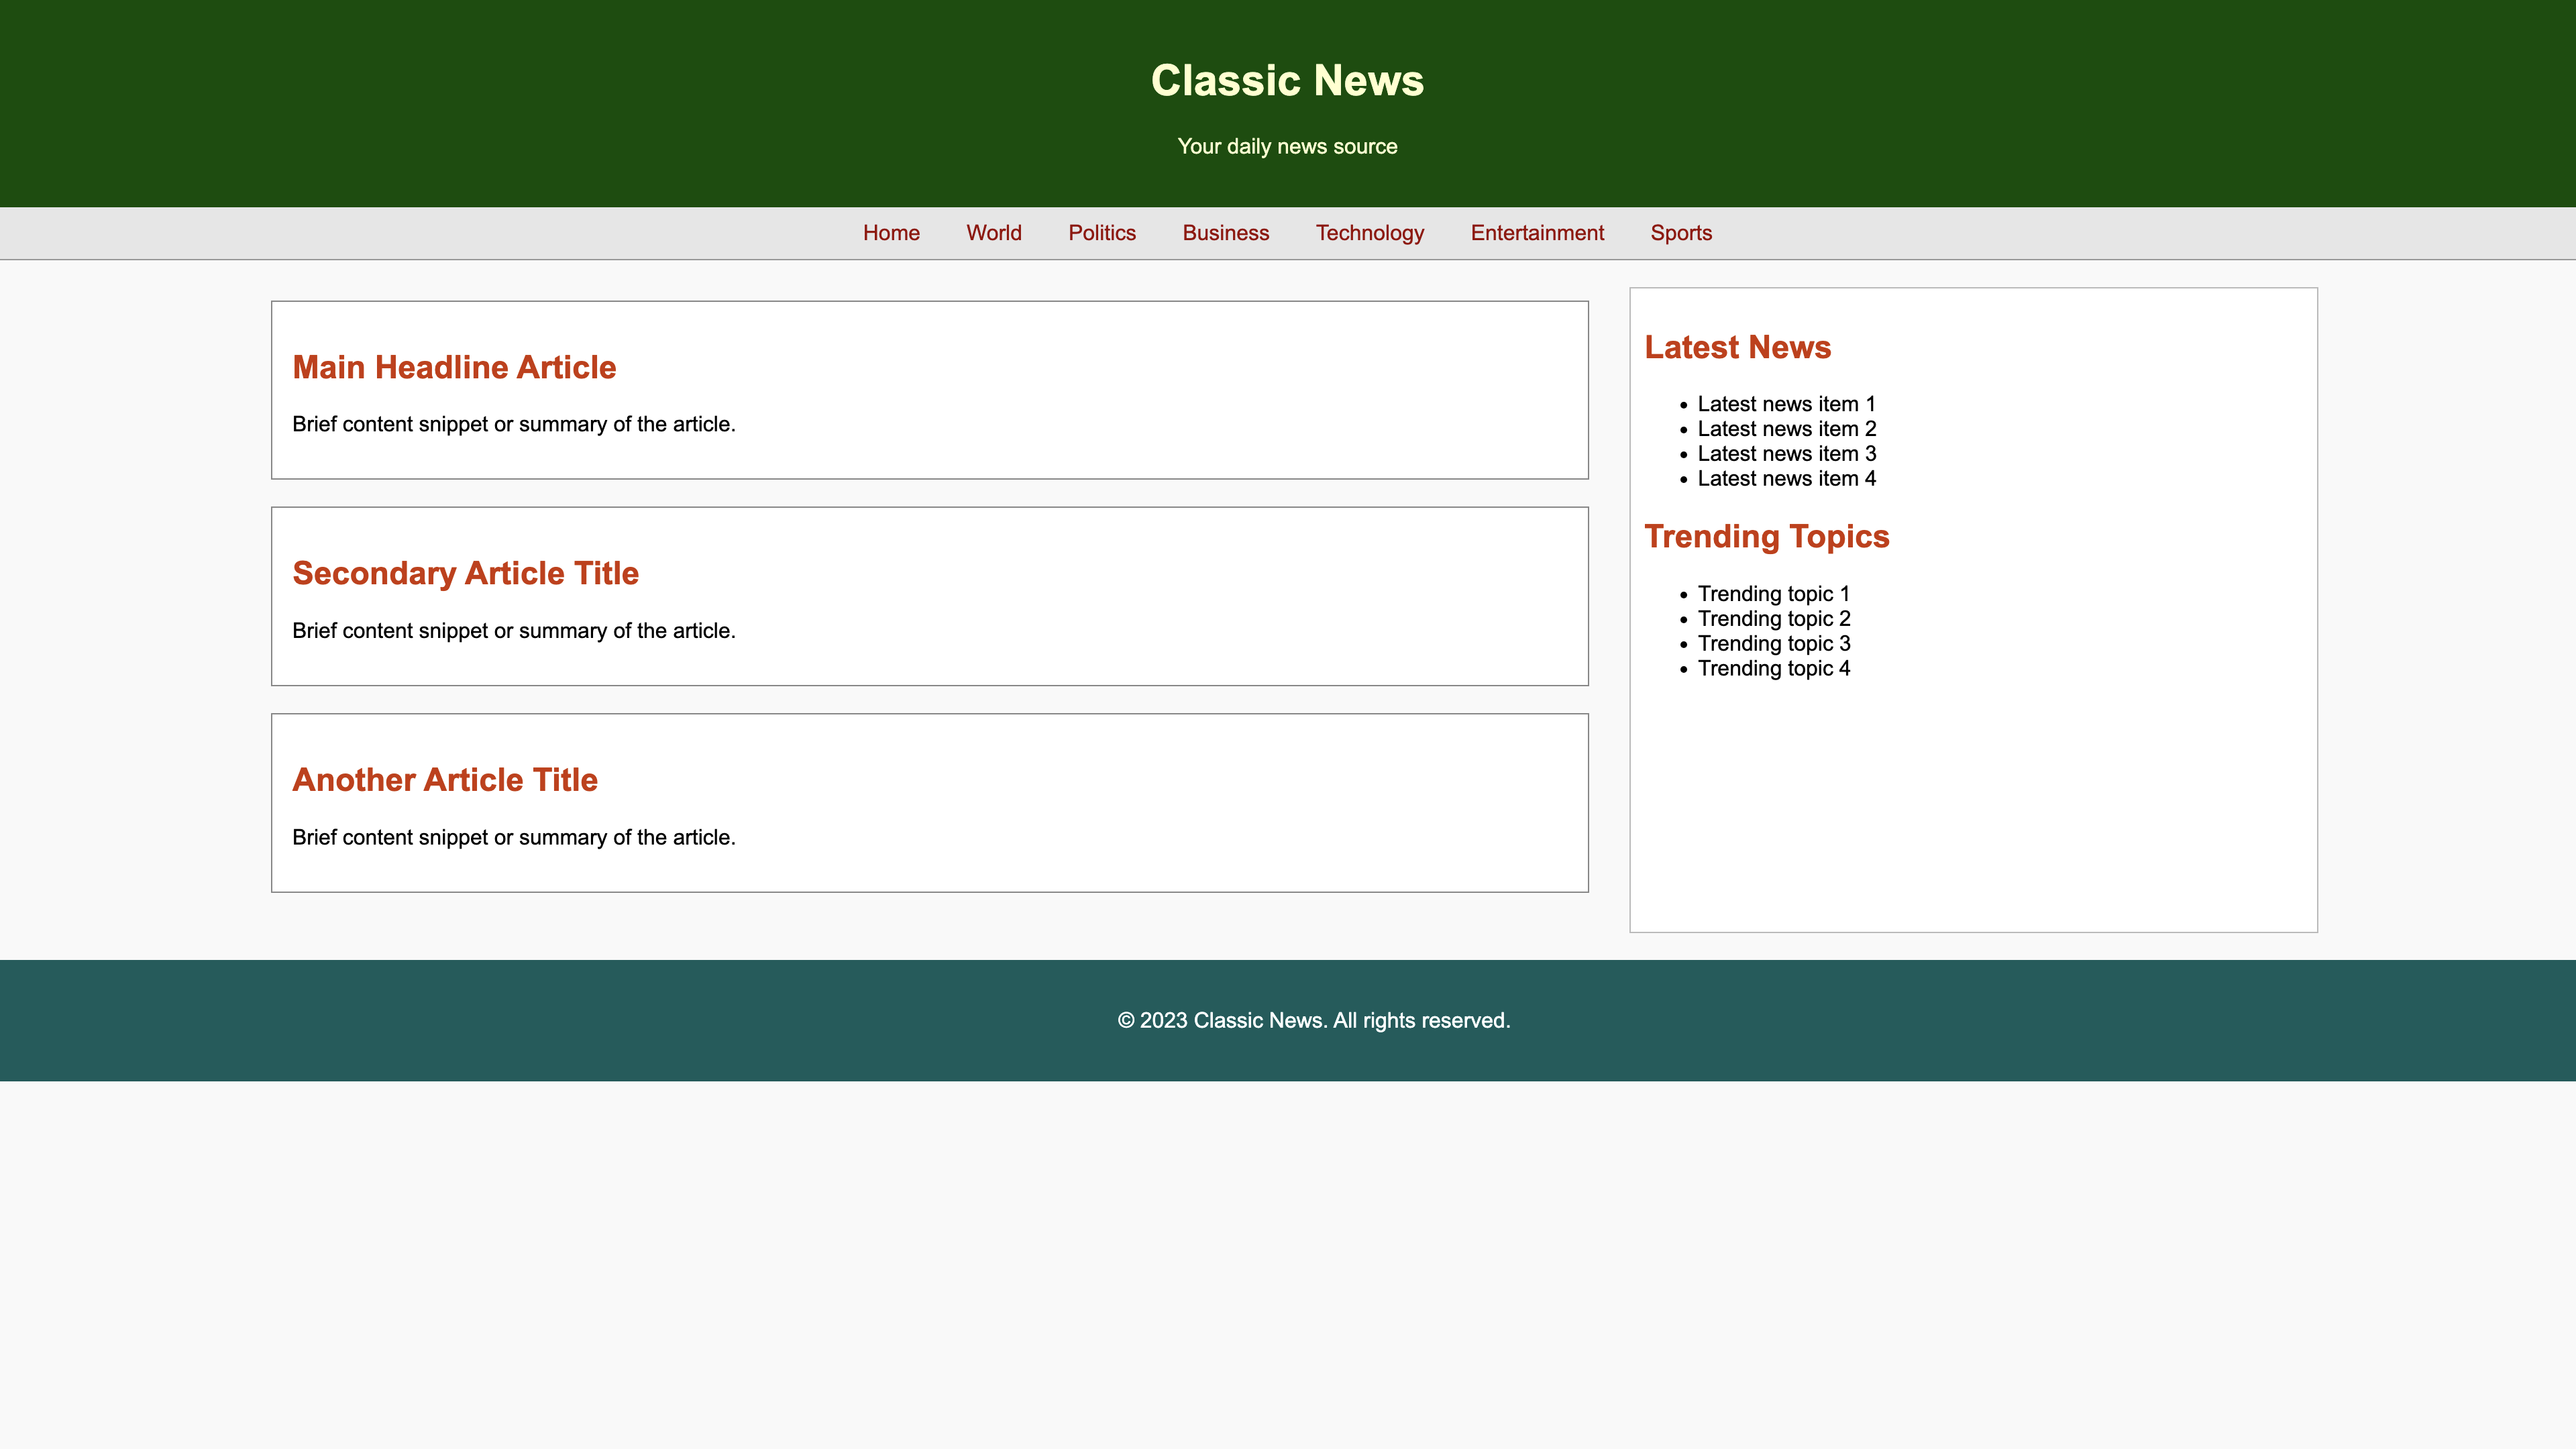 Classic News
Your daily news source
Home World Politics Business Technology Entertainment Sports
Main Headline Article
Brief content snippet or summary of the article.
Secondary Article Title
Brief content snippet or summary of the article.
Another Article Title
Brief content snippet or summary of the article.
Latest News
• Latest news item 1
• Latest news item 2
• Latest news item 3
• Latest news item 4
Trending Topics
• Trending topic 1
• Trending topic 2
• Trending topic 3
• Trending topic 4
© 2023 Classic News. All rights reserved.